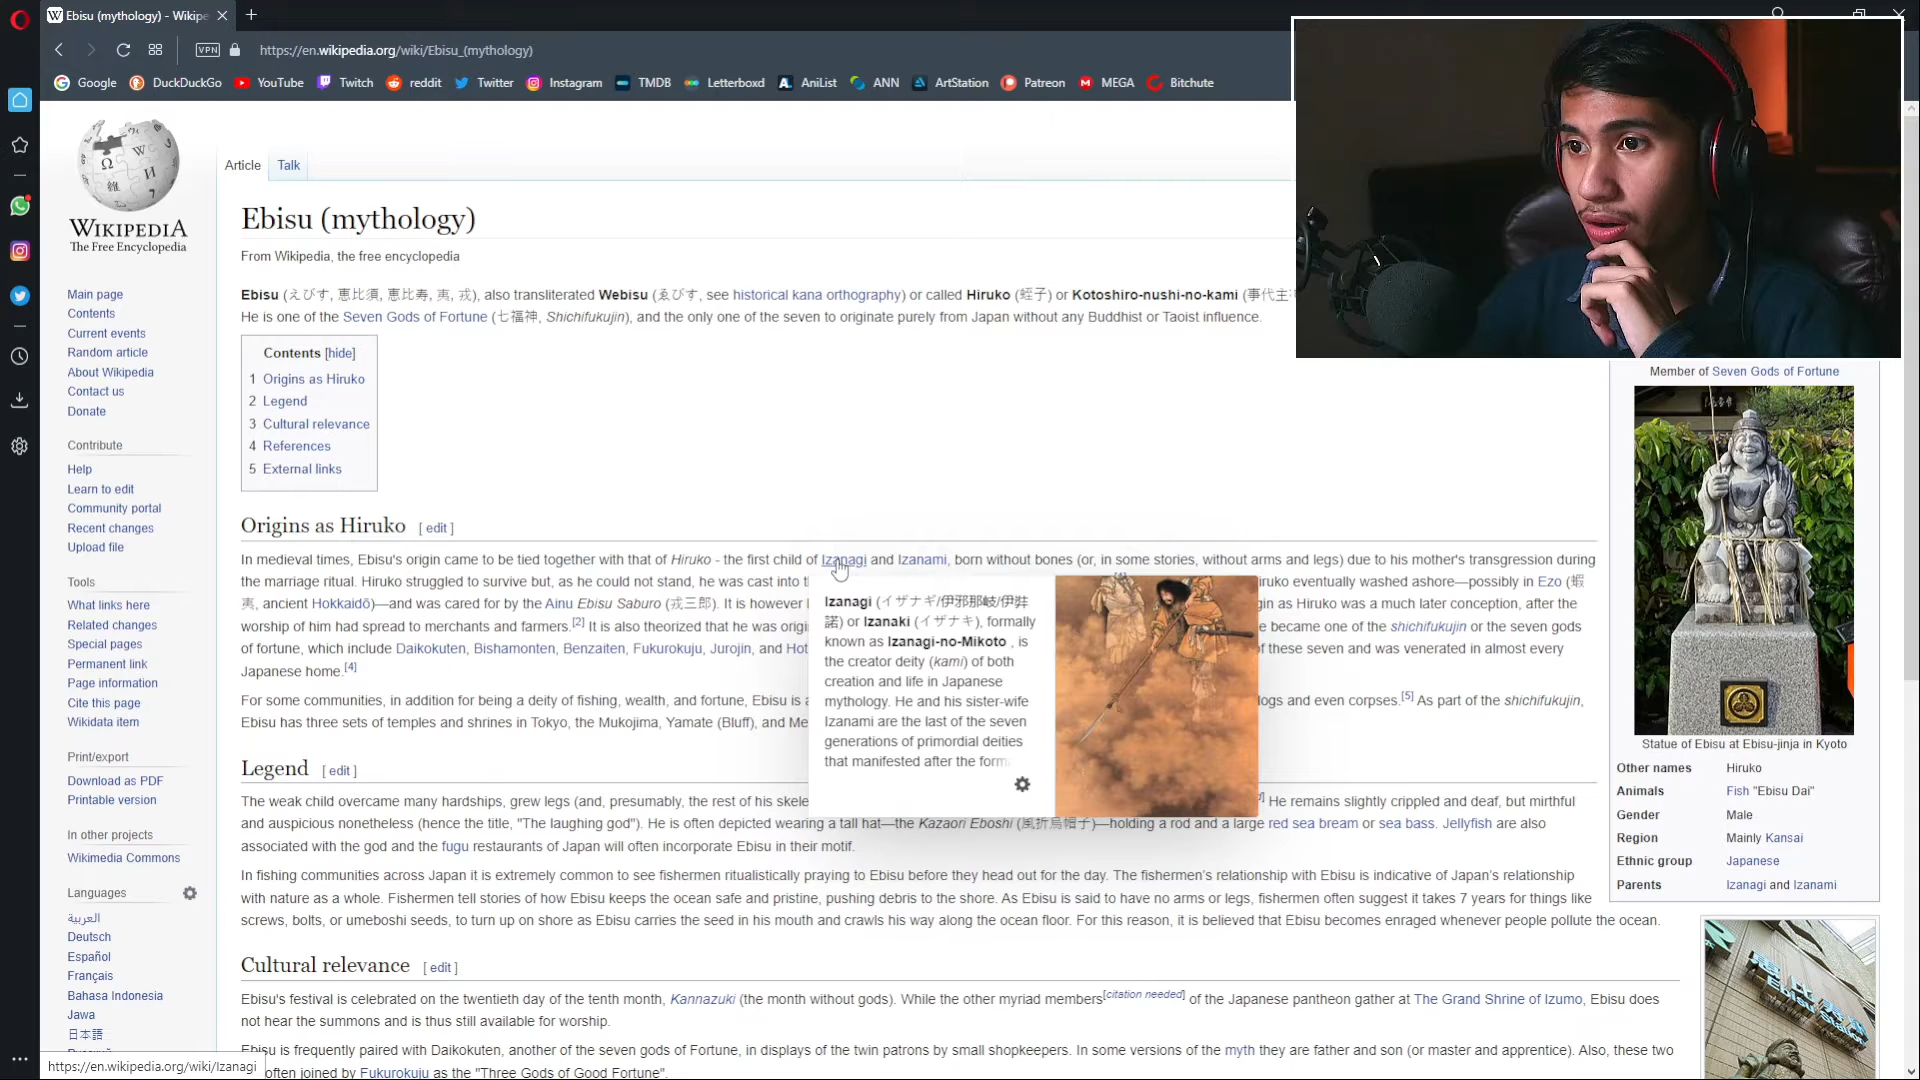 Ebisu (mythology) - Wikipe
https://en.wikipedia.org/wiki/Ebisu_(mythology)
VPN
Google DuckDuckGo YouTube Twitch reddit Twitter Instagram TMDB Letterboxd AniList ANN ArtStation Patreon MEGA Bitchute
WIKIPEDIA
The Free Encyclopedia
Main page
Contents
Current events
Random article
About Wikipedia
Contact us
Donate
Contribute
Help
Learn to edit
Community portal
Recent changes
Upload file
Tools
What links here
Related changes
Special pages
Permanent link
Page information
Cite this page
Wikidata item
Print/export
Download as PDF
Printable version
In other projects
Wikimedia Commons
Languages
العربية
Deutsch
Español
Français
Bahasa Indonesia
Jawa
日本語
https://en.wikipedia.org/wiki/Izanagi
Article Talk
Ebisu (mythology)
From Wikipedia, the free encyclopedia
Ebisu (えびす, 恵比須, 恵比寿, 夷, 戎), also transliterated Webisu (ゑびす, see historical kana orthography) or called Hiruko (蛭子) or Kotoshiro-nushi-no-kami (事代主
He is one of the Seven Gods of Fortune (七福神, Shichifukujin), and the only one of the seven to originate purely from Japan without any Buddhist or Taoist influence.
Contents [hide]
1 Origins as Hiruko
2 Legend
3 Cultural relevance
4 References
5 External links
Origins as Hiruko [ edit ]
In medieval times, Ebisu's origin came to be tied together with that of Hiruko - the first child of Izanagi and Izanami, born without bones (or, in some stories, without arms and legs) due to his mother's transgression during
the marriage ritual. Hiruko struggled to survive but, as he could not stand, he was cast into t iruko eventually washed ashore—possibly in Ezo (蝦
夷, ancient Hokkaidō)—and was cared for by the Ainu Ebisu Saburo (戎三郎). It is however gin as Hiruko was a much later conception, after the
worship of him had spread to merchants and farmers.[2] It is also theorized that he was orig e became one of the shichifukujin or the seven gods
of fortune, which include Daikokuten, Bishamonten, Benzaiten, Fukurokuju, Jurojin, and Hot f these seven and was venerated in almost every
Japanese home.[4]
For some communities, in addition for being a deity of fishing, wealth, and fortune, Ebisu is a logs and even corpses.[5] As part of the shichifukujin,
Ebisu has three sets of temples and shrines in Tokyo, the Mukojima, Yamate (Bluff), and Me
Izanagi (イザナギ/伊邪那岐/伊弉
諾) or Izanaki (イザナキ), formally
known as Izanagi-no-Mikoto , is
the creator deity (kami) of both
creation and life in Japanese
mythology. He and his sister-wife
Izanami are the last of the seven
generations of primordial deities
that manifested after the form
Legend [ edit ]
The weak child overcame many hardships, grew legs (and, presumably, the rest of his skele He remains slightly crippled and deaf, but mirthful
and auspicious nonetheless (hence the title, "The laughing god"). He is often depicted wearing a tall hat—the Kazaori Eboshi (風折烏帽子)—holding a rod and a large red sea bream or sea bass. Jellyfish are also
associated with the god and the fugu restaurants of Japan will often incorporate Ebisu in their motif.
In fishing communities across Japan it is extremely common to see fishermen ritualistically praying to Ebisu before they head out for the day. The fishermen's relationship with Ebisu is indicative of Japan's relationship
with nature as a whole. Fishermen tell stories of how Ebisu keeps the ocean safe and pristine, pushing debris to the shore. As Ebisu is said to have no arms or legs, fishermen often suggest it takes 7 years for things like
screws, bolts, or umeboshi seeds, to turn up on shore as Ebisu carries the seed in his mouth and crawls his way along the ocean floor. For this reason, it is believed that Ebisu becomes enraged whenever people pollute the ocean.
Cultural relevance [ edit ]
Ebisu's festival is celebrated on the twentieth day of the tenth month, Kannazuki (the month without gods). While the other myriad members[citation needed] of the Japanese pantheon gather at The Grand Shrine of Izumo, Ebisu does
not hear the summons and is thus still available for worship.
Ebisu is frequently paired with Daikokuten, another of the seven gods of Fortune, in displays of the twin patrons by small shopkeepers. In some versions of the myth they are father and son (or master and apprentice). Also, these two
often joined by Fukurokuju as the "Three Gods of Good Fortune".
Member of Seven Gods of Fortune
Statue of Ebisu at Ebisu-jinja in Kyoto
Other names Hiruko
Animals Fish "Ebisu Dai"
Gender Male
Region Mainly Kansai
Ethnic group Japanese
Parents Izanagi and Izanami